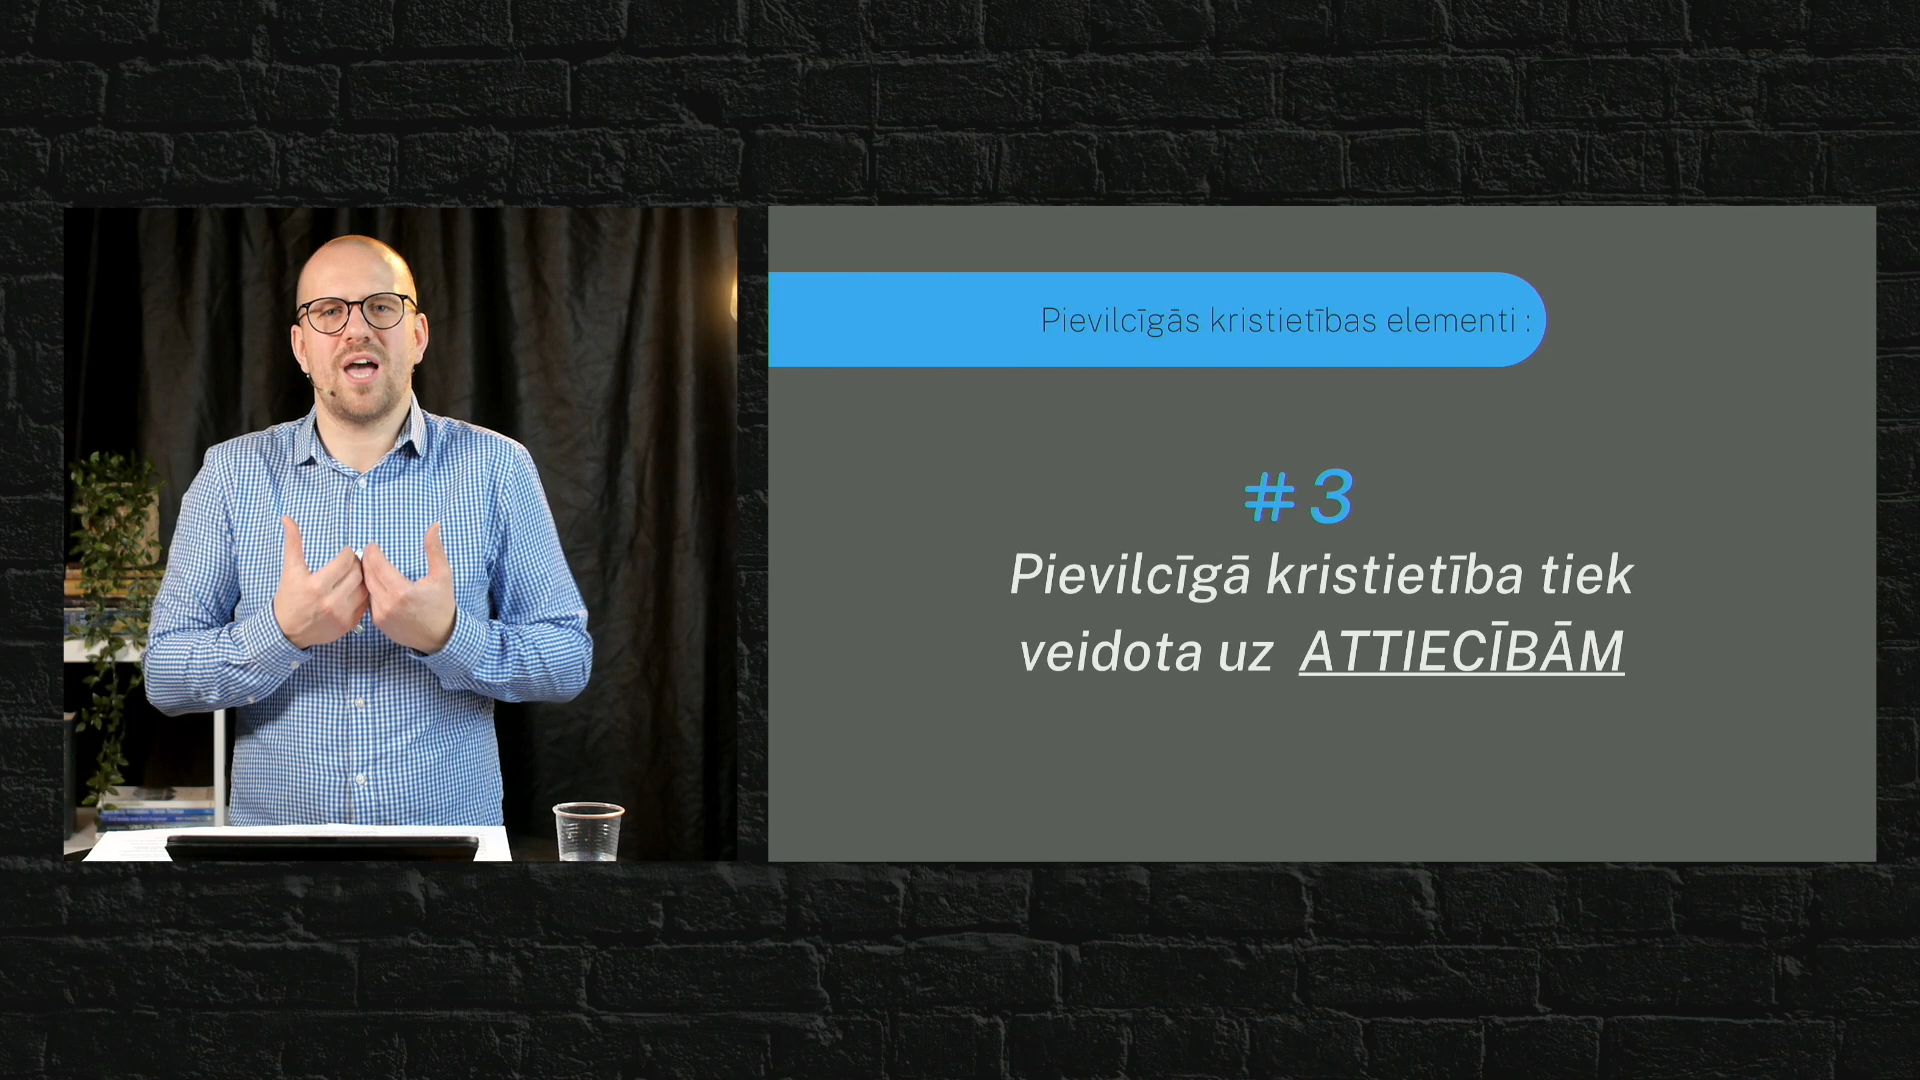 Pievilcīgās kristietības elementi :
# 3
Pievilcīgā kristietība tiek
veidota uz ATTIECĪBĀM